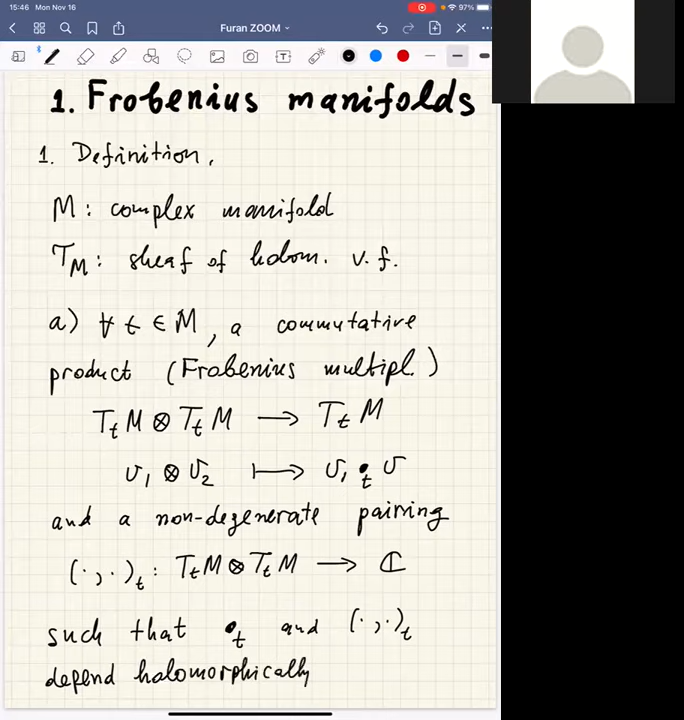 15:46 Mon Nov 16
97%
Furan ZOOM
1. Frobenius manifolds
1. Definition.
M: complex manifold
T_M: sheaf of holom. v.f.
a) ∀ t ∈ M, a commutative
product (Frobenius multipl.)
T_t M ⊗ T_t M → T_t M
v_1 ⊗ v_2 ↦ v_1 •_t v
and a non-degenerate pairing
(·,·)_t : T_t M ⊗ T_t M → ℂ
such that •_t and (·,·)_t
depend holomorphically